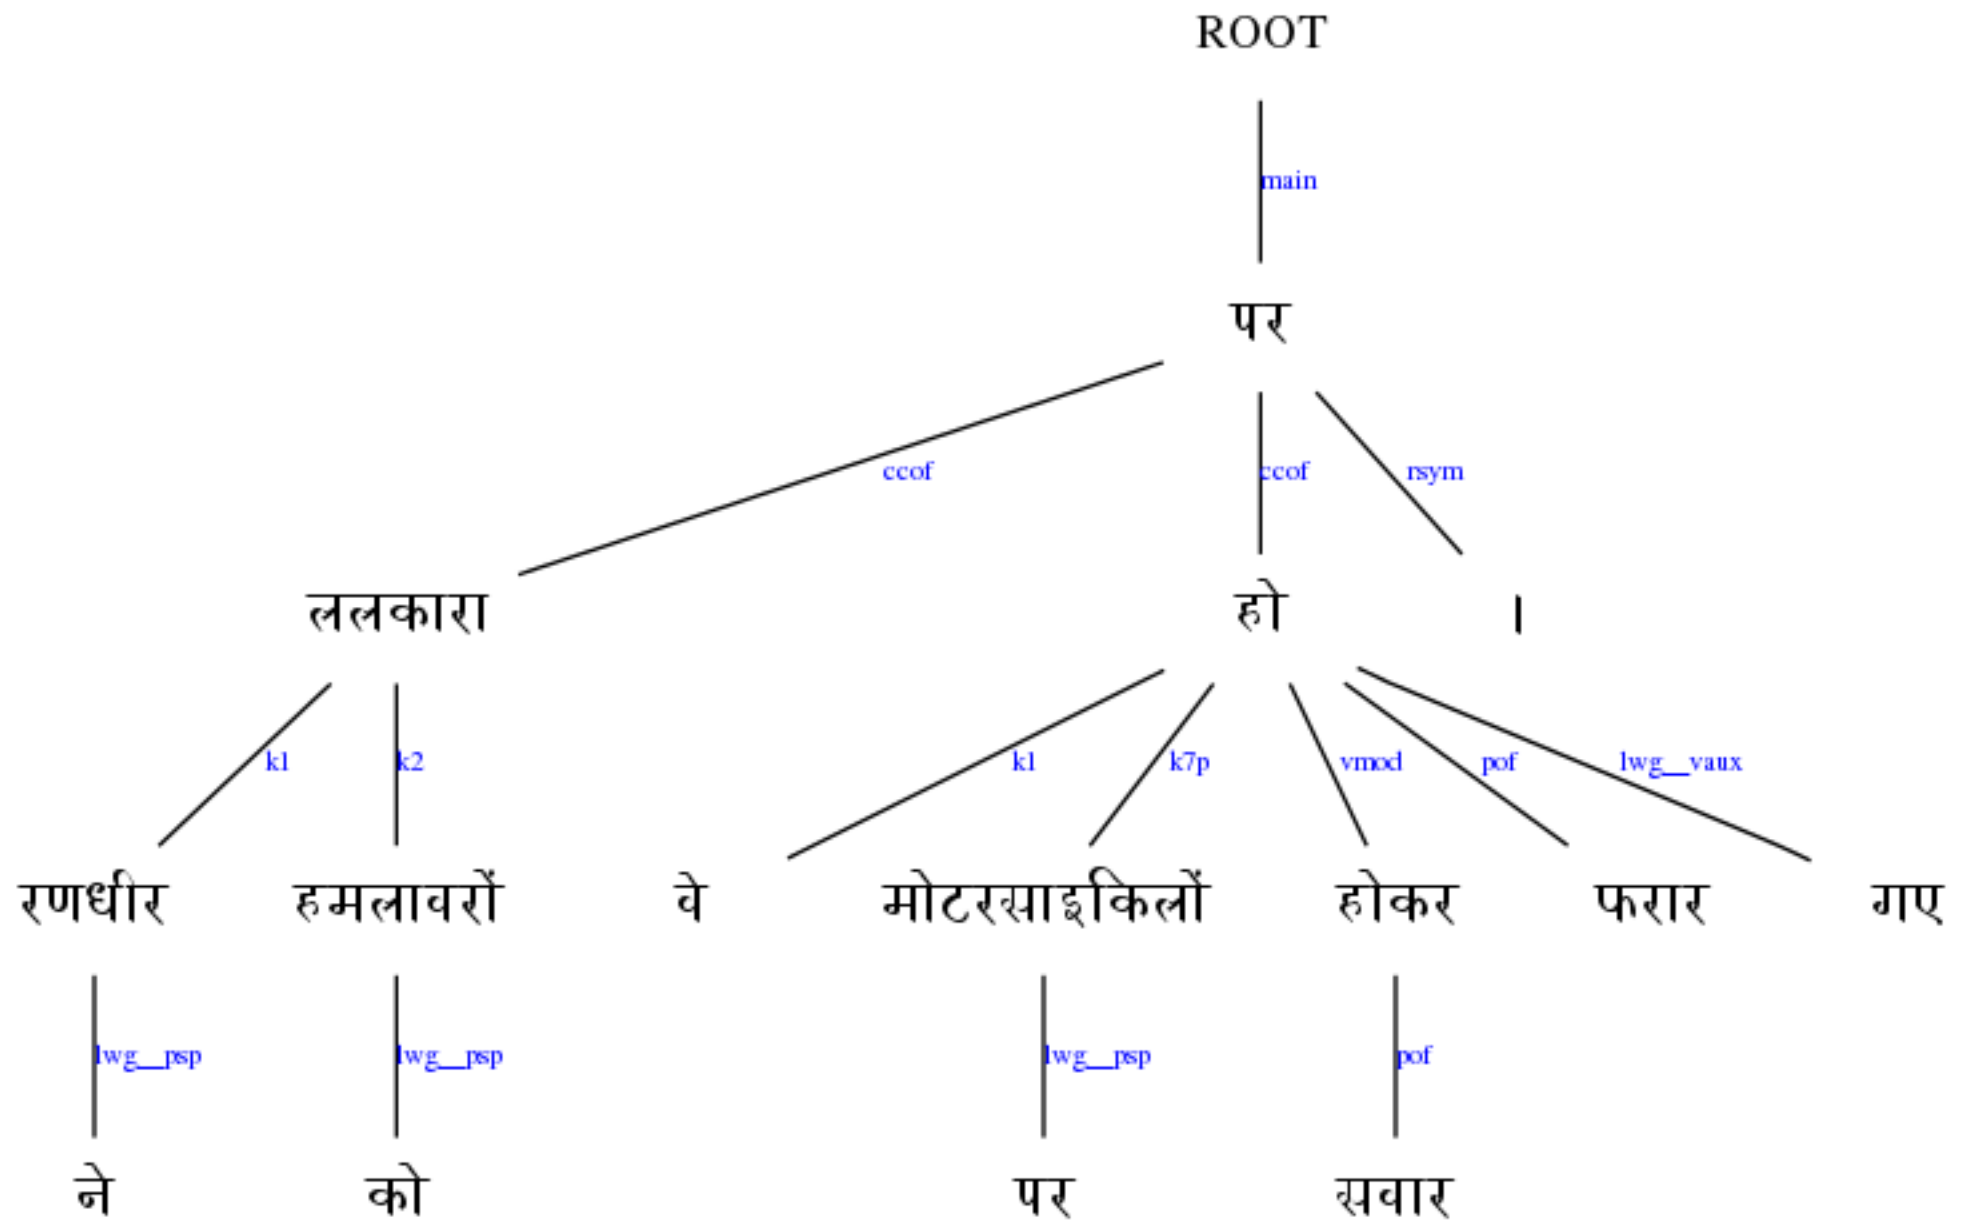 ROOT
main
पर
ccof ccof rsym
ललकारा हो ।
k1 k2 k1 k7p vmod pof lwg__vaux
रणधीर हमलावरों वे मोटरसाइकिलों होकर फरार गए
lwg__psp lwg__psp lwg__psp pof
ने को पर सवार